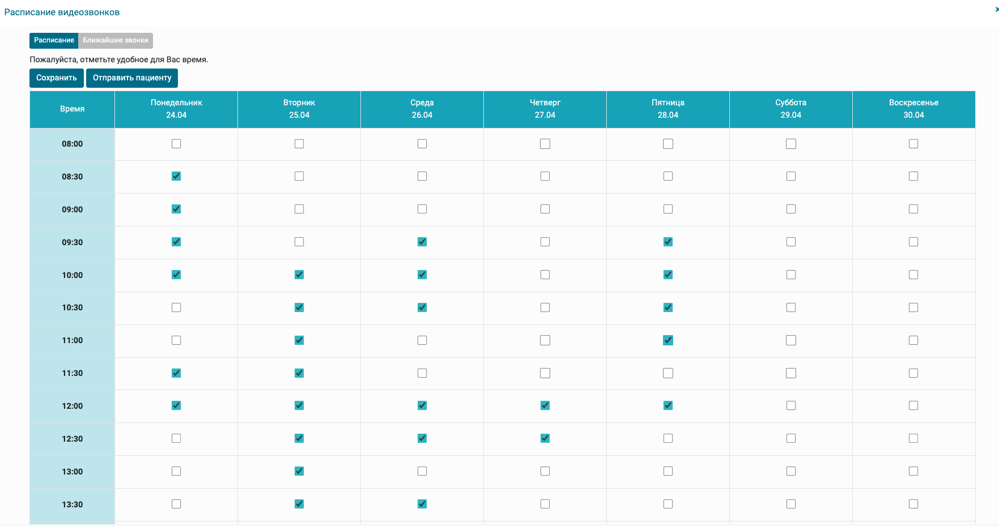 Расписание видеозвонков
Расписание Ближайшие звонки
Пожалуйста, отметьте удобное для Вас время.
Сохранить Отправить пациенту
Время Понедельник 24.04 Вторник 25.04 Среда 26.04 Четверг 27.04 Пятница 28.04 Суббота 29.04 Воскресенье 30.04
08:00
08:30
09:00
09:30
10:00
10:30
11:00
11:30
12:00
12:30
13:00
13:30